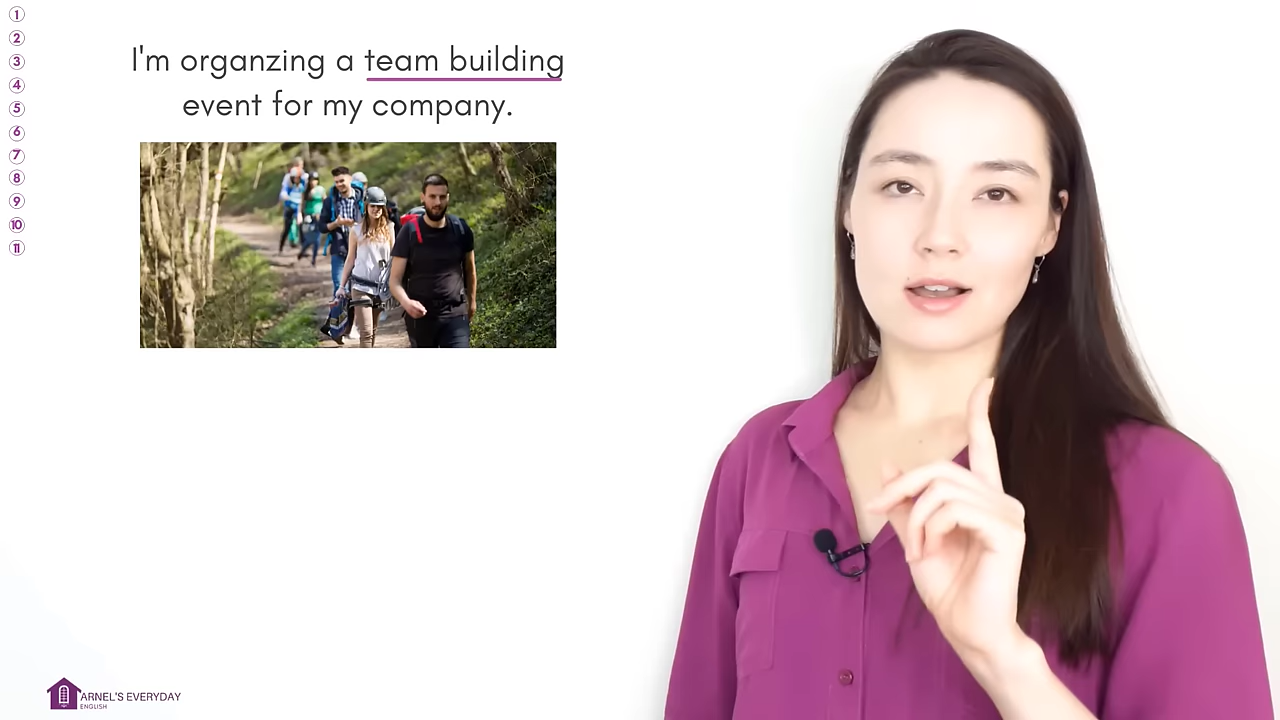 1
2
3
4
5
6
7
8
9
10
11
I'm organzing a team building
event for my company.
ARNEL'S EVERYDAY
ENGLISH